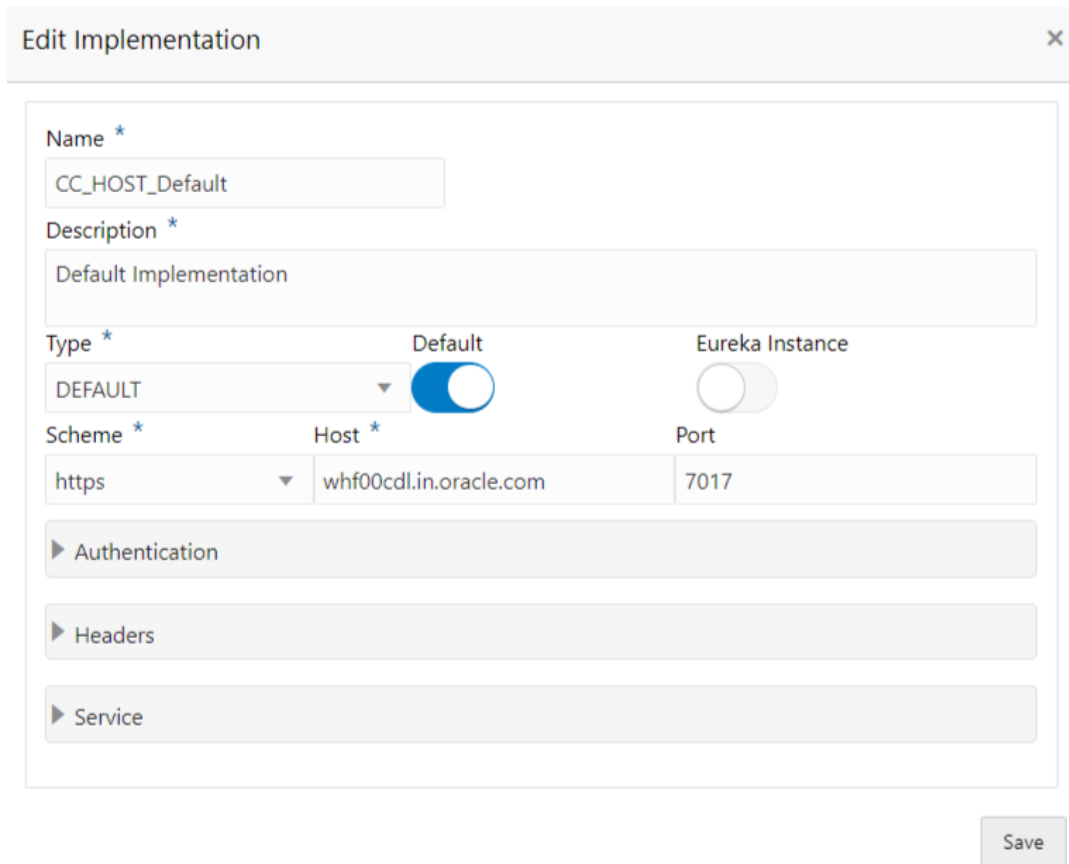 Edit Implementation ×
Name *
CC_HOST_Default
Description *
Default Implementation
Type * Default Eureka Instance
DEFAULT
Scheme * Host * Port
https whf00cdl.in.oracle.com 7017
Authentication
Headers
Service
Save